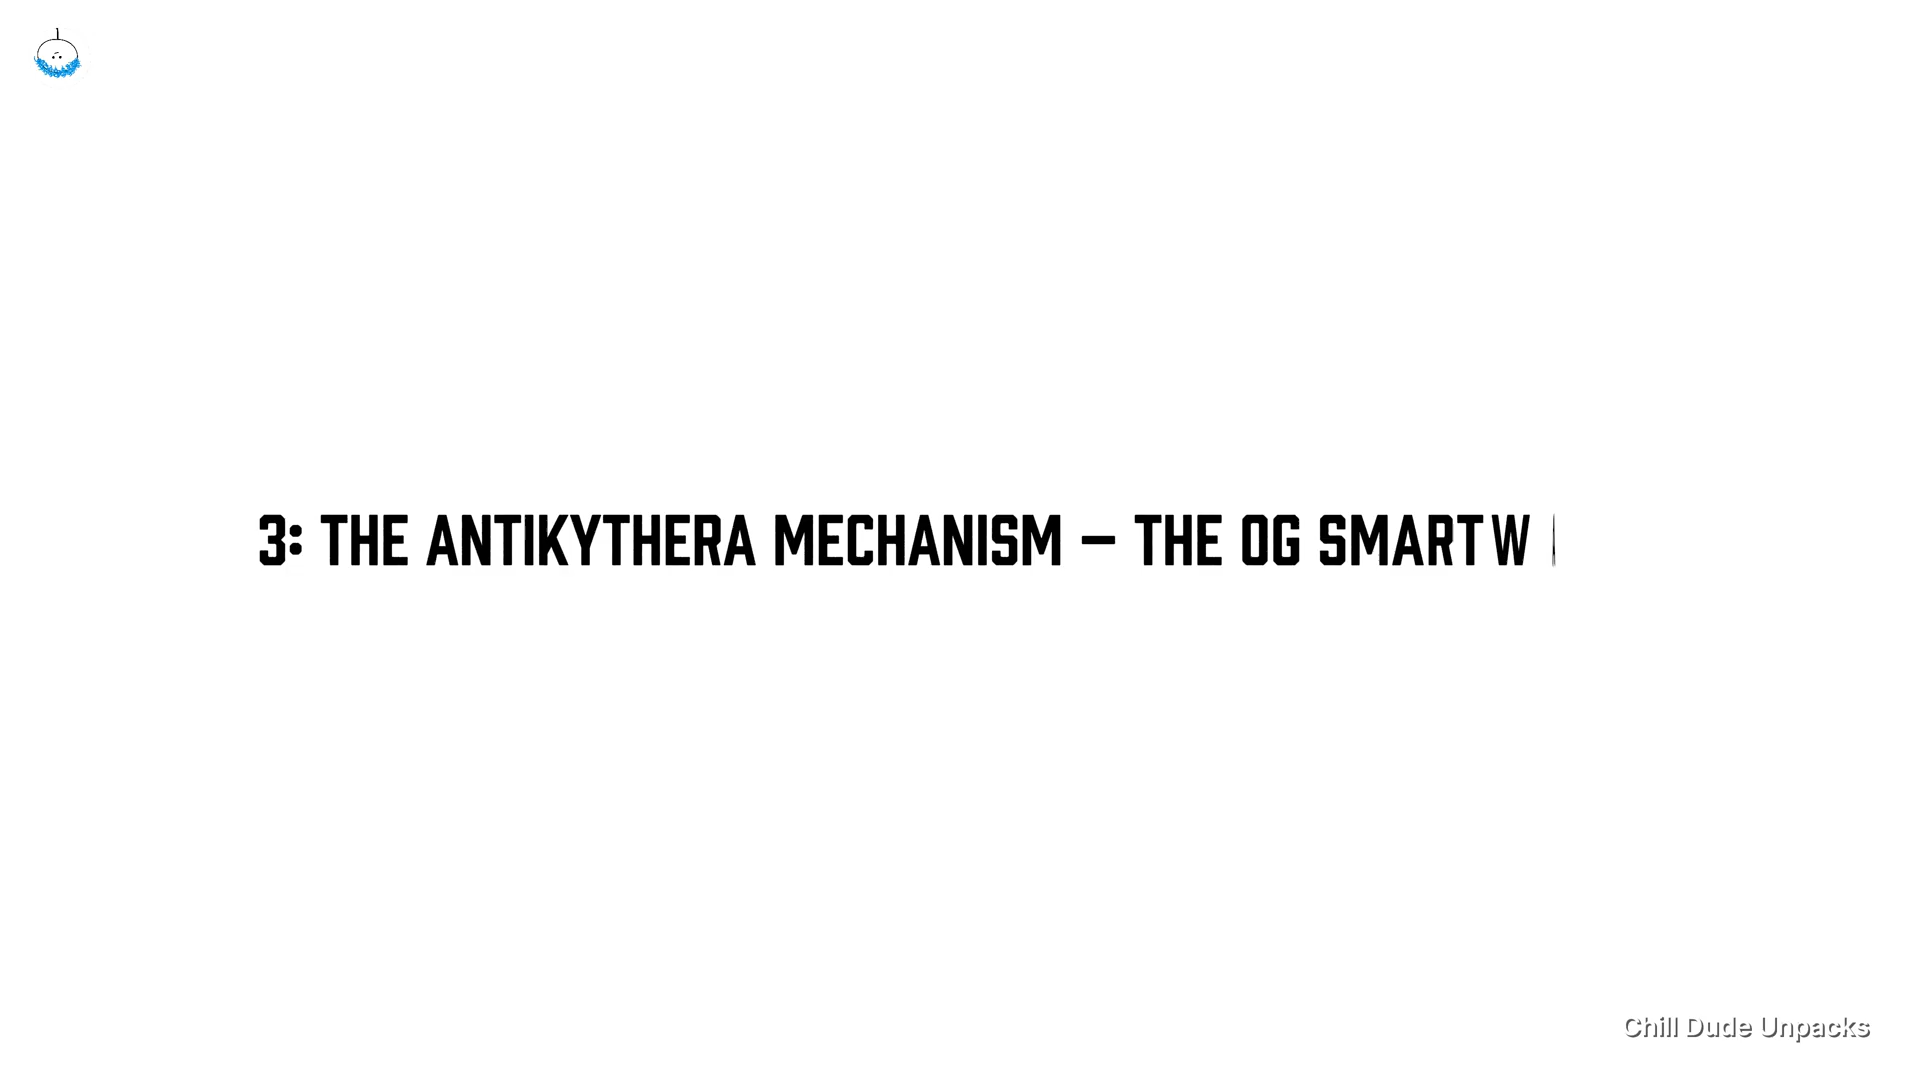 3: THE ANTIKYTHERA MECHANISM – THE OG SMARTW
Chill Dude Unpacks